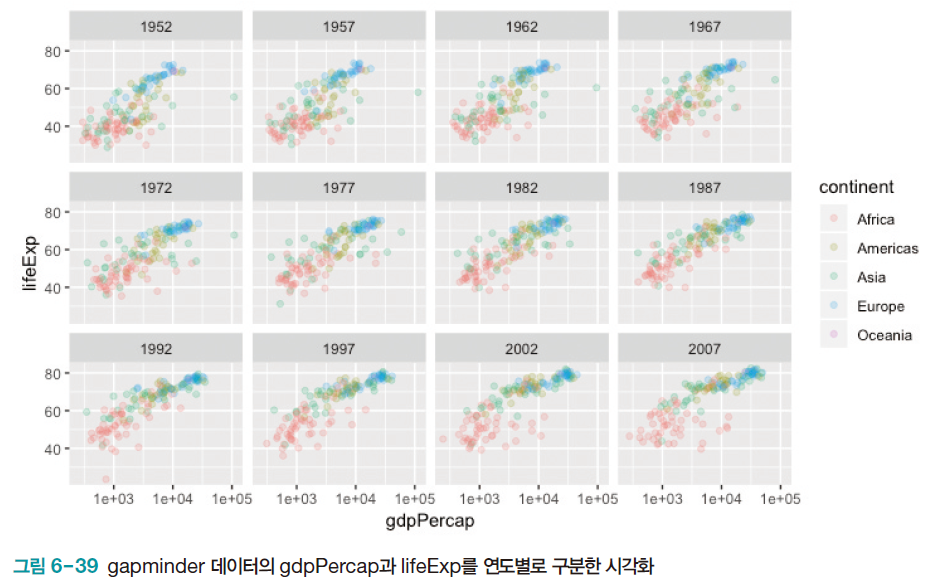 1952 1957 1962 1967
80
60
40
1972 1977 1982 1987
80
60
40
1992 1997 2002 2007
80
60
40
1e+03 1e+04 1e+05 1e+03 1e+04 1e+05 1e+03 1e+04 1e+05 1e+03 1e+04 1e+05
lifeExp
gdpPercap
continent
Africa
Americas
Asia
Europe
Oceania
그림 6-39 gapminder 데이터의 gdpPercap과 lifeExp를 연도별로 구분한 시각화